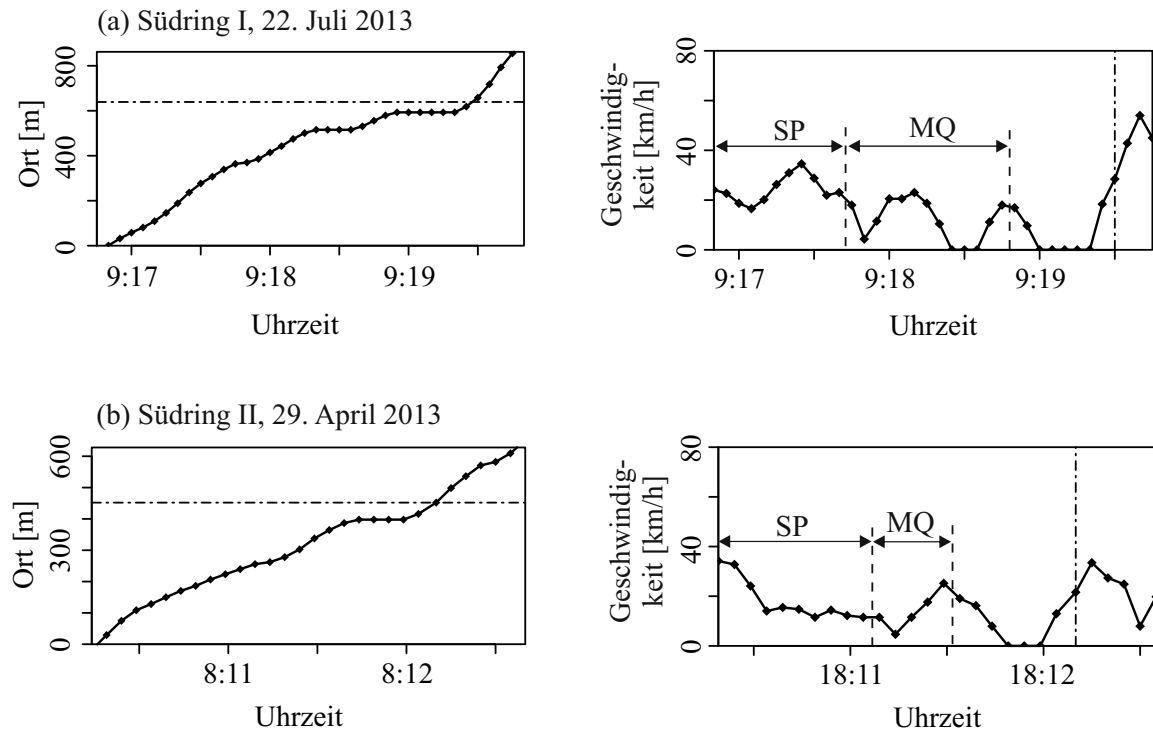 (a) Südring I, 22. Juli 2013
Ort [m]
0
400
800
9:17
9:18
9:19
Uhrzeit
Geschwindig-
keit [km/h]
0
40
80
SP
MQ
9:17
9:18
9:19
Uhrzeit
(b) Südring II, 29. April 2013
Ort [m]
0
300
600
8:11
8:12
Uhrzeit
Geschwindig-
keit [km/h]
0
40
80
SP
MQ
18:11
18:12
Uhrzeit